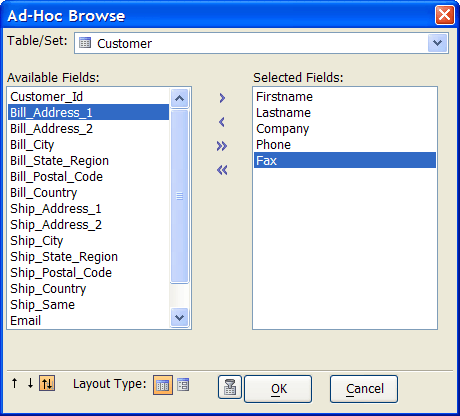 Ad-Hoc Browse
Table/Set: Customer
Available Fields:
Customer_Id
Bill_Address_1
Bill_Address_2
Bill_City
Bill_State_Region
Bill_Postal_Code
Bill_Country
Ship_Address_1
Ship_Address_2
Ship_City
Ship_State_Region
Ship_Postal_Code
Ship_Country
Ship_Same
Email
Selected Fields:
Firstname
Lastname
Company
Phone
Fax
Layout Type:
OK
Cancel